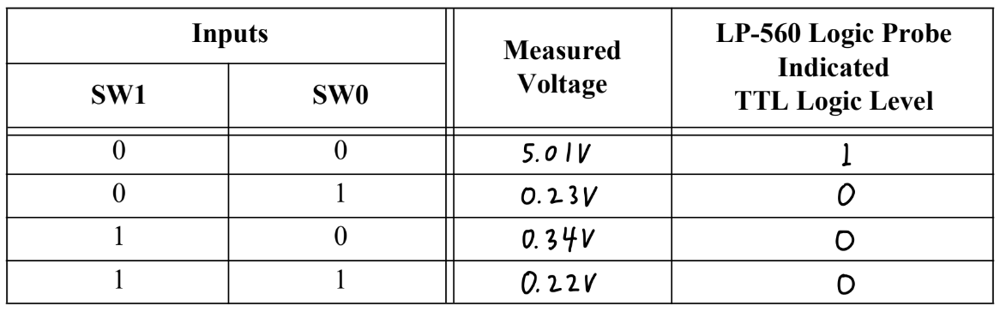 Inputs
Measured
Voltage
LP-560 Logic Probe
Indicated
TTL Logic Level
SW1 SW0
0 0 5.01V 1
0 1 0.23V 0
1 0 0.34V 0
1 1 0.22V 0